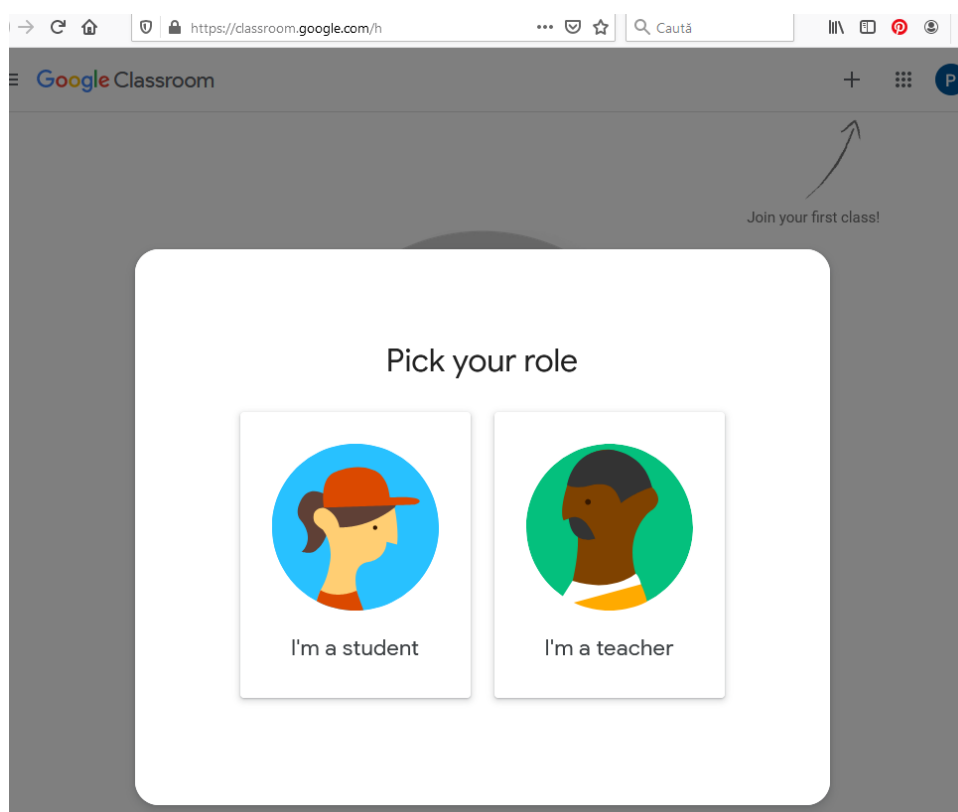 https://classroom.google.com/h
Caută
Google Classroom
P
Join your first class!
Pick your role
I'm a student
I'm a teacher